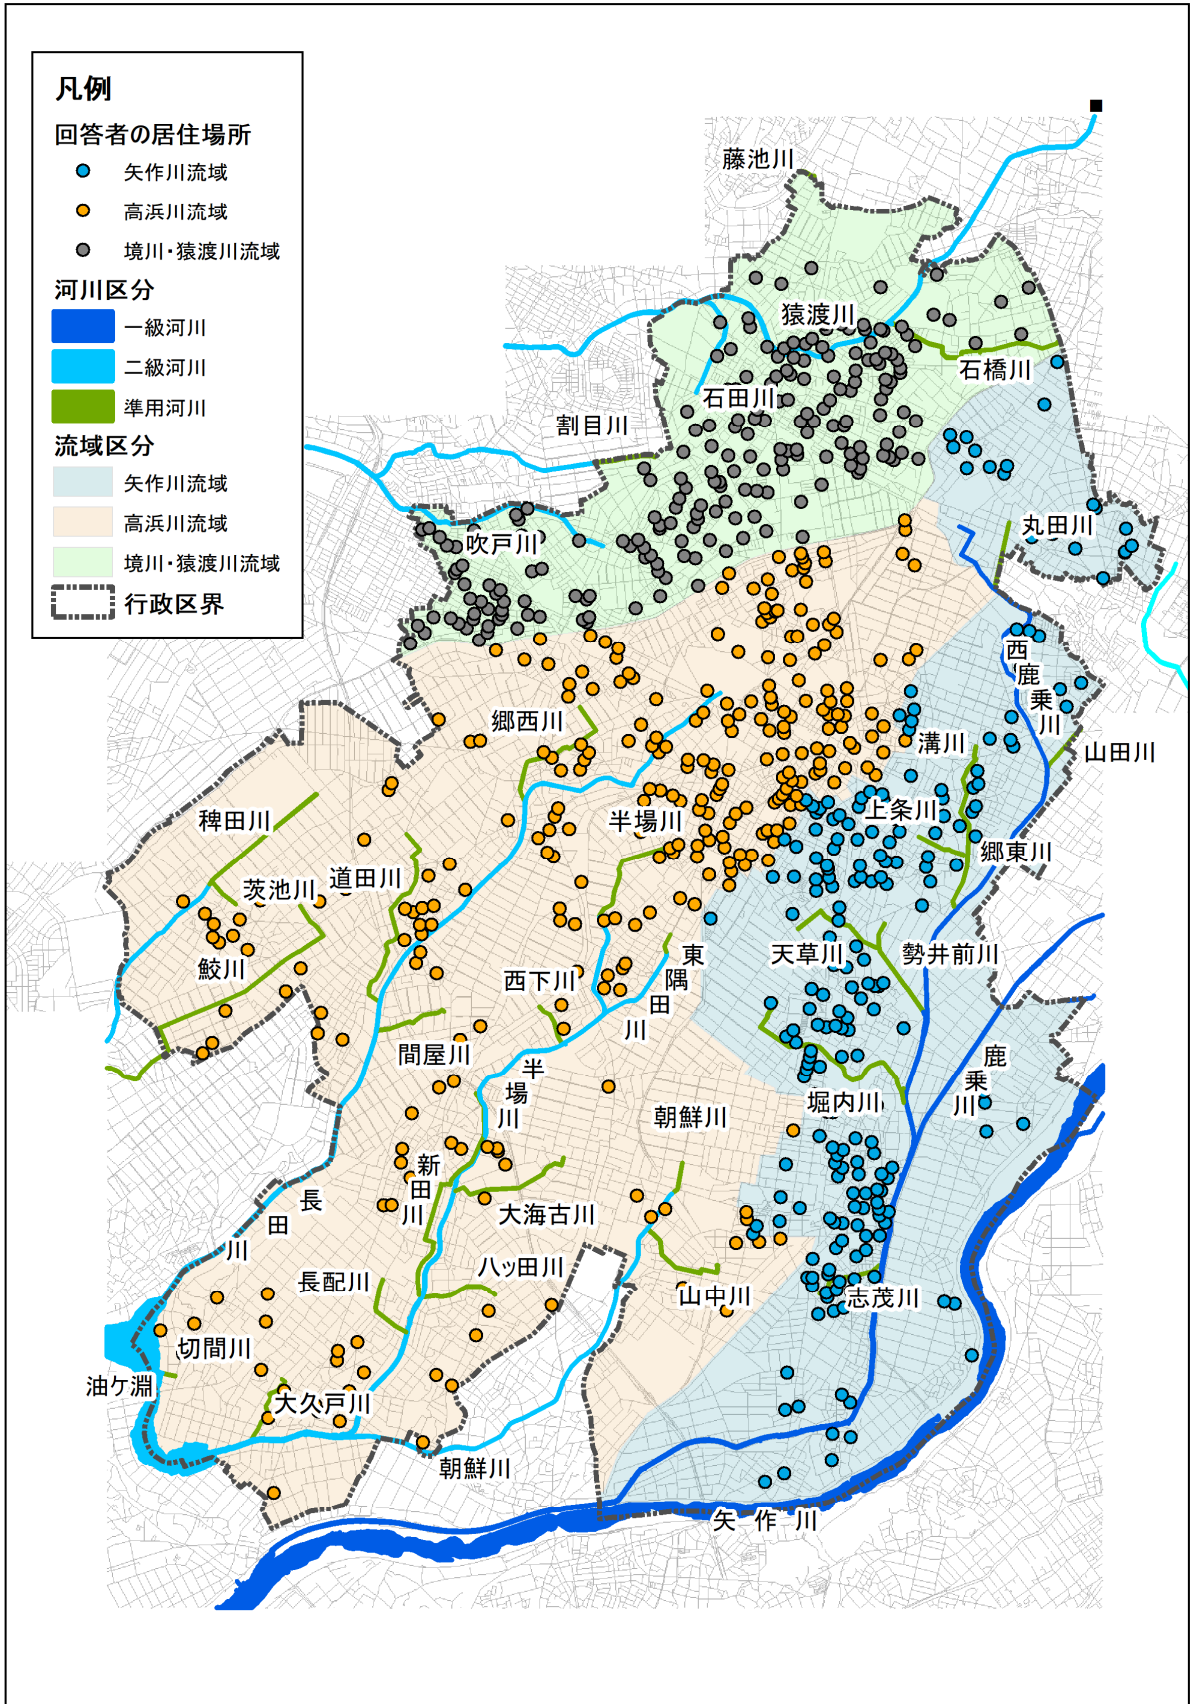 凡例
回答者の居住場所
矢作川流域
高浜川流域
境川・猿渡川流域
河川区分
一級河川
二級河川
準用河川
流域区分
矢作川流域
高浜川流域
境川・猿渡川流域
行政区界
藤池川
猿渡川
石橋川
石田川
割目川
丸田川
吹戸川
西鹿乗川
郷西川
溝川
山田川
稗田川
半場川
上条川
郷東川
道田川
茨池川
東隅田川
天草川
勢井前川
鮫川
西下川
間屋川
半場川
鹿乗川
朝鮮川
堀内川
新田川
長田川
大海古川
八ッ田川
長配川
山中川
志茂川
切間川
油ケ淵
大久戸川
朝鮮川
矢作川